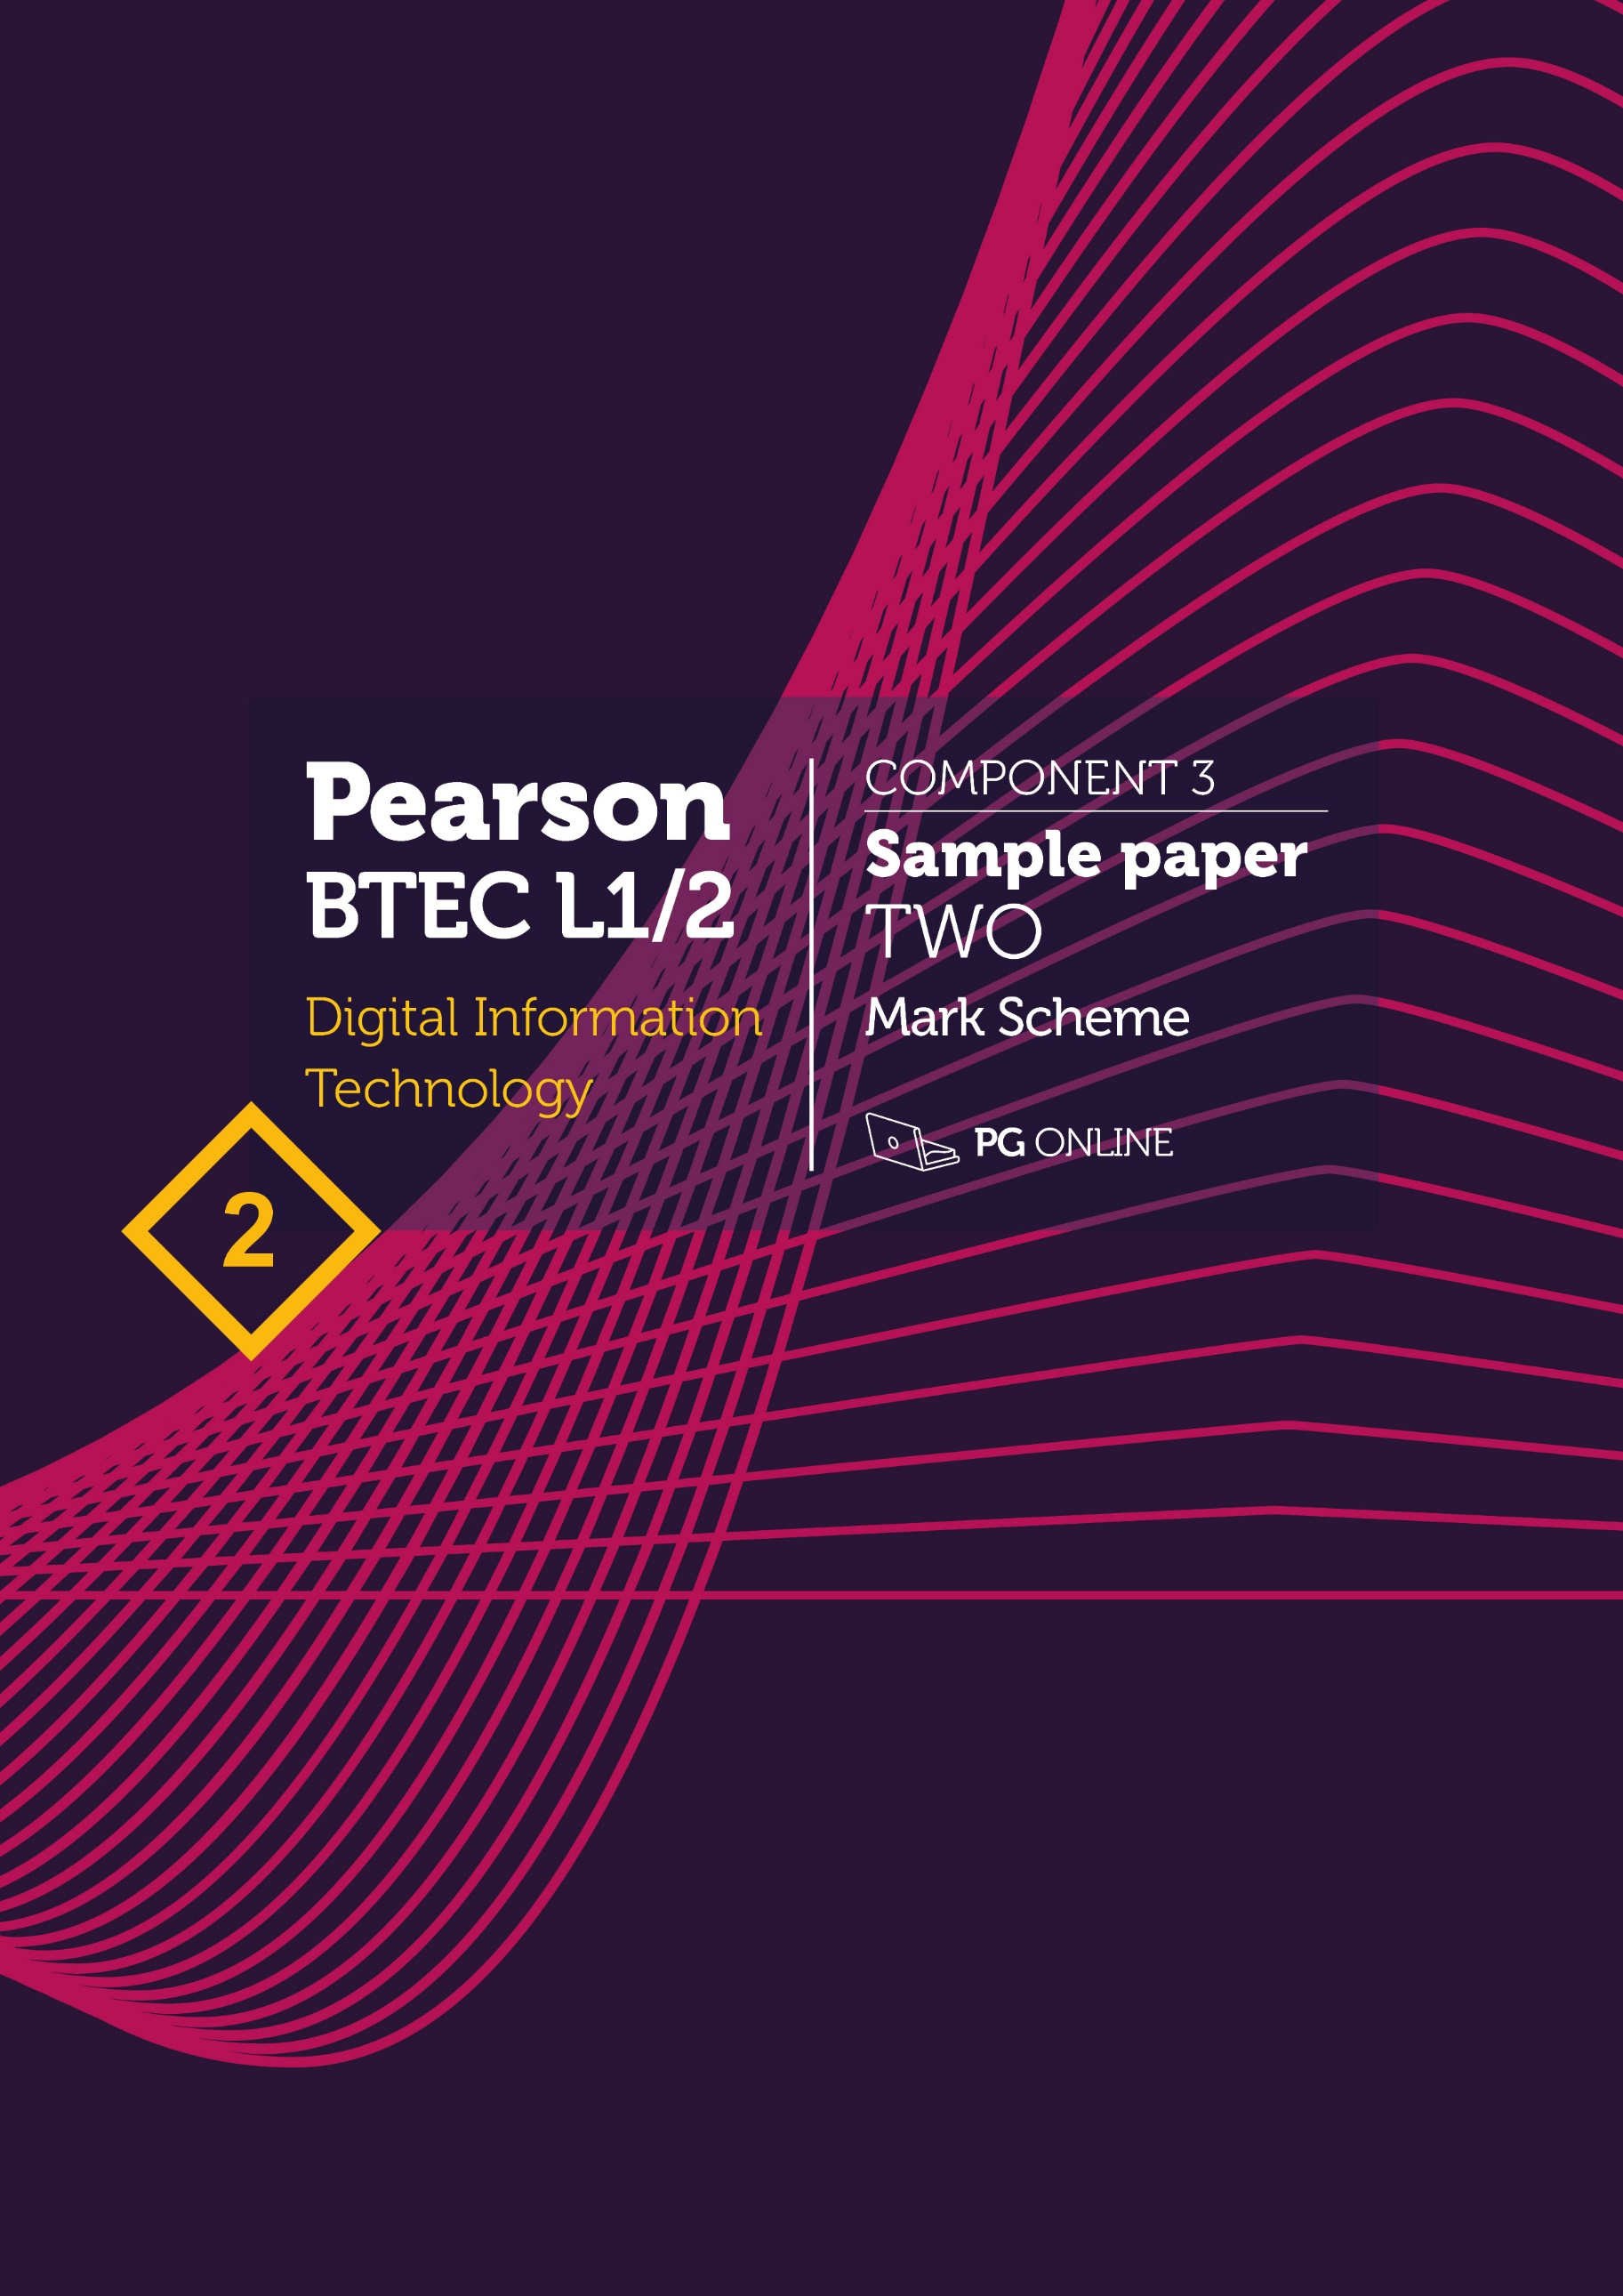 Pearson
BTEC L1/2
Digital Information
Technology
2
COMPONENT 3
Sample paper
TWO
Mark Scheme
PG ONLINE